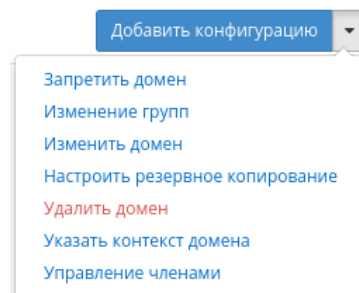 Добавить конфигурацию
Запретить домен
Изменение групп
Изменить домен
Настроить резервное копирование
Удалить домен
Указать контекст домена
Управление членами